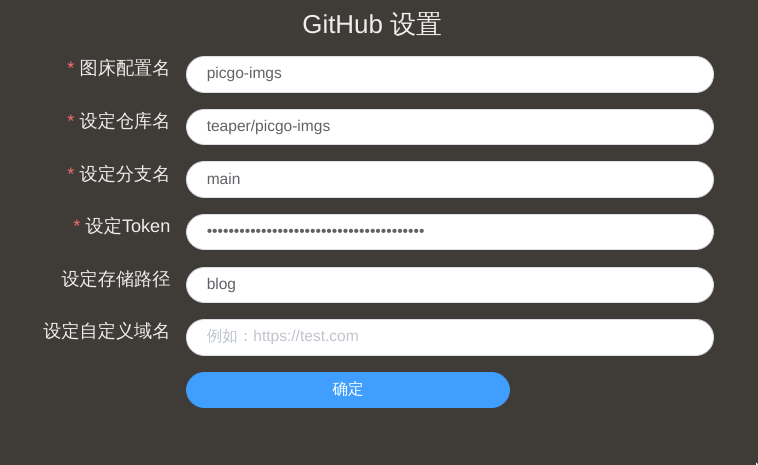 GitHub 设置
* 图床配置名 picgo-imgs
* 设定仓库名 teaper/picgo-imgs
* 设定分支名 main
* 设定Token ••••••••••••••••••••••••••••••••••••••••
设定存储路径 blog
设定自定义域名 例如：https://test.com
确定